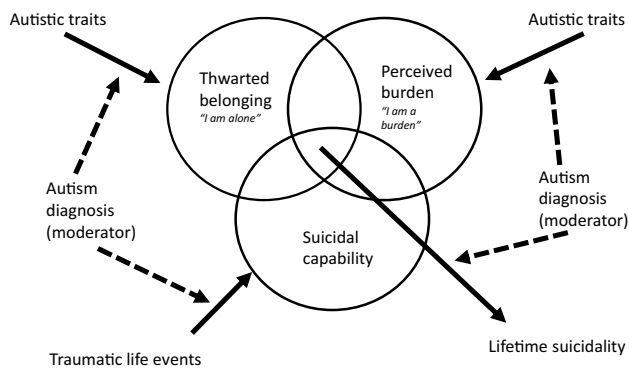 Autistic traits
Autistic traits
Thwarted
belonging
“I am alone”
Perceived
burden
“I am a
burden”
Autism
diagnosis
(moderator)
Autism
diagnosis
(moderator)
Suicidal
capability
Traumatic life events
Lifetime suicidality